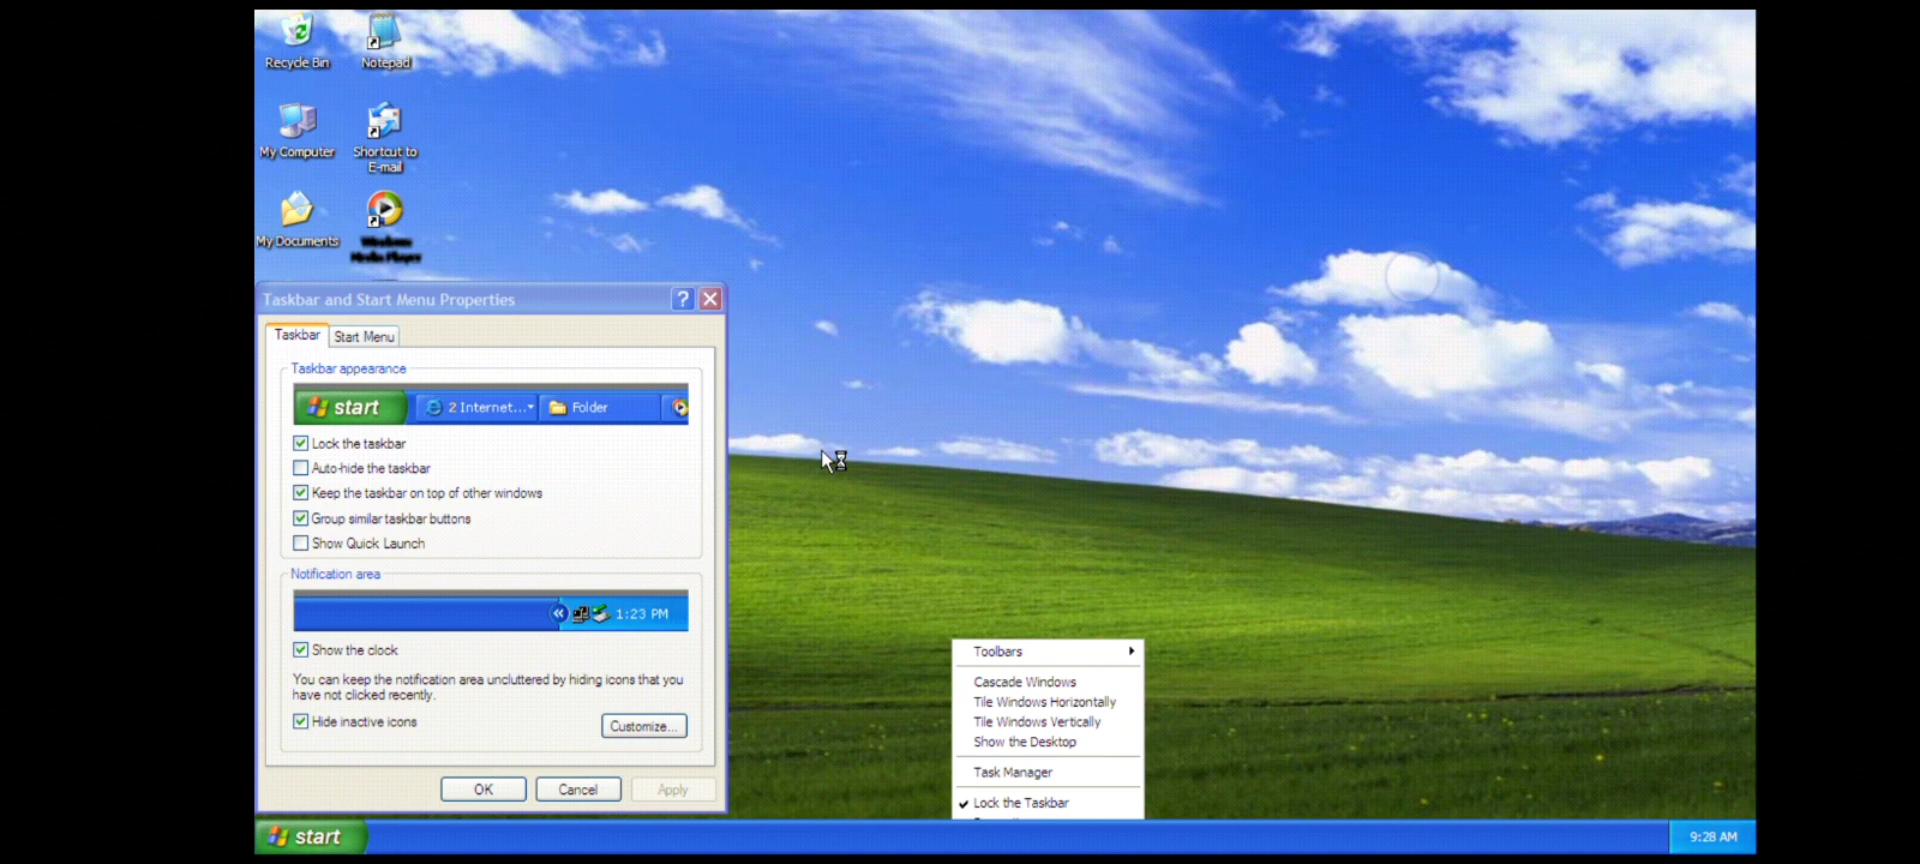 Recycle Bin
Notepad
My Computer
Shortcut to
E-mail
My Documents
Windows
Media Player
Taskbar and Start Menu Properties
?
Taskbar
Start Menu
Taskbar appearance
start
2 Internet...
Folder
Lock the taskbar
Auto-hide the taskbar
Keep the taskbar on top of other windows
Group similar taskbar buttons
Show Quick Launch
Notification area
«
1:23 PM
Show the clock
You can keep the notification area uncluttered by hiding icons that you
have not clicked recently.
Hide inactive icons
Customize...
OK
Cancel
Apply
Toolbars
Cascade Windows
Tile Windows Horizontally
Tile Windows Vertically
Show the Desktop
Task Manager
Lock the Taskbar
start
9:28 AM